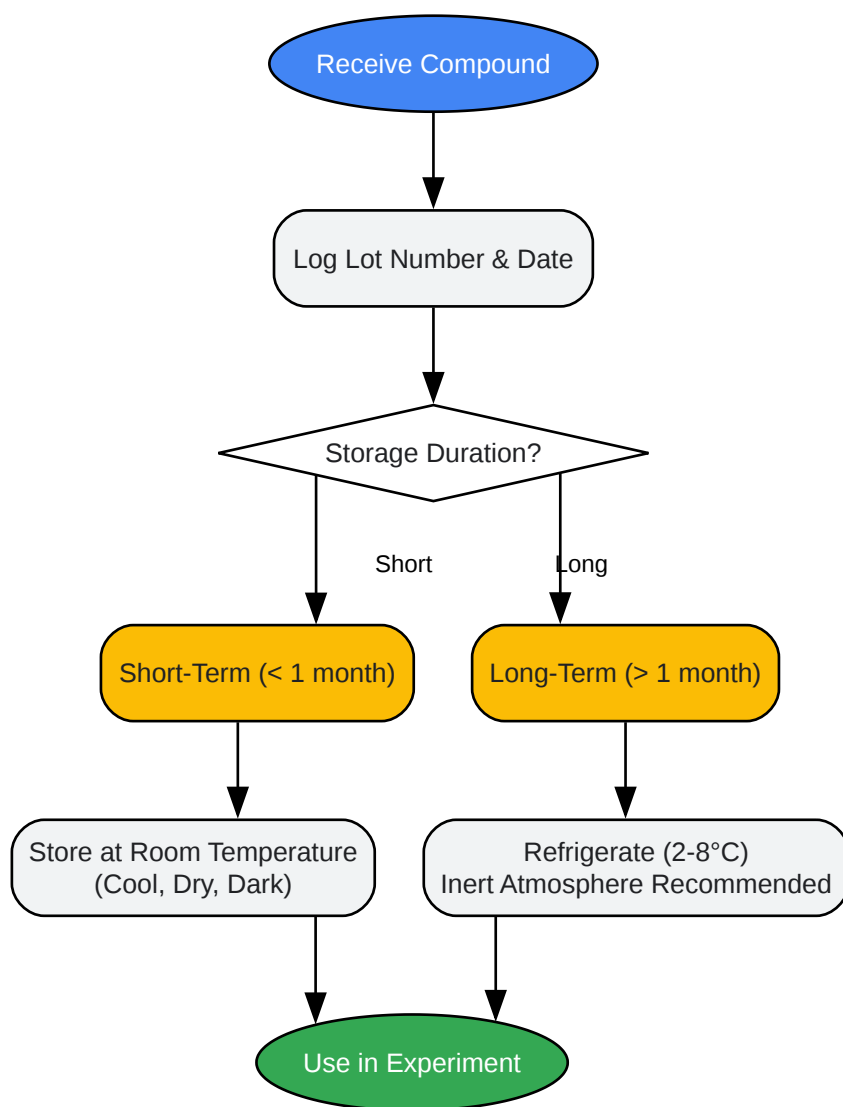 Receive Compound
Log Lot Number & Date
Storage Duration?
Short
Long
Short-Term (< 1 month)
Long-Term (> 1 month)
Store at Room Temperature
(Cool, Dry, Dark)
Refrigerate (2-8°C)
Inert Atmosphere Recommended
Use in Experiment